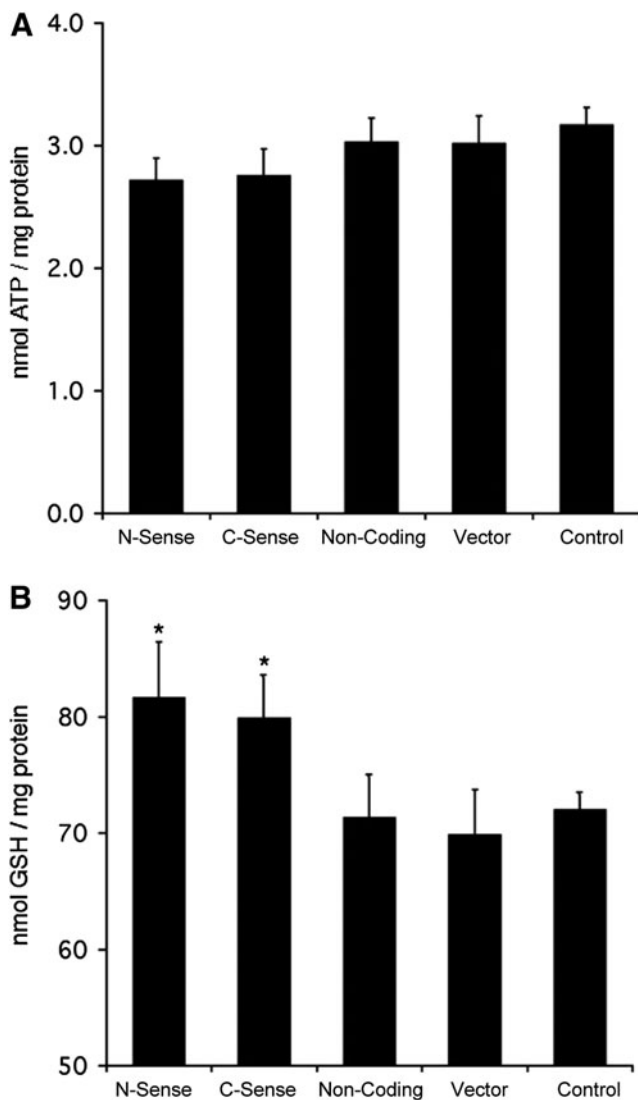 A
nmol ATP / mg protein
4.0
3.0
2.0
1.0
0.0
N-Sense C-Sense Non-Coding Vector Control
B
nmol GSH / mg protein
90
80
70
60
50
* *
N-Sense C-Sense Non-Coding Vector Control